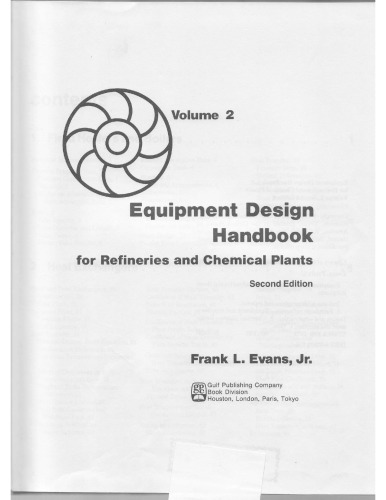 Volume 2
Equipment Design
Handbook
for Refineries and Chemical Plants
Second Edition
Frank L. Evans, Jr.
Gulf Publishing Company
Book Division
Houston, London, Paris, Tokyo